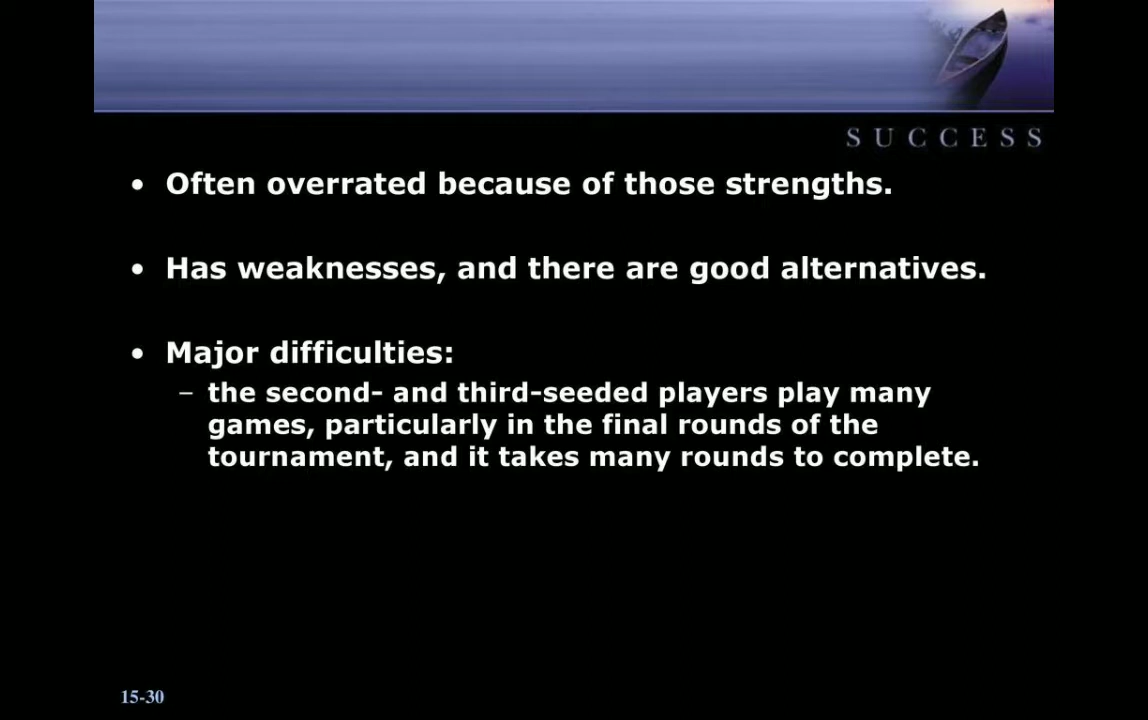 SUCCESS
• Often overrated because of those strengths.
• Has weaknesses, and there are good alternatives.
• Major difficulties:
– the second- and third-seeded players play many
games, particularly in the final rounds of the
tournament, and it takes many rounds to complete.
15-30